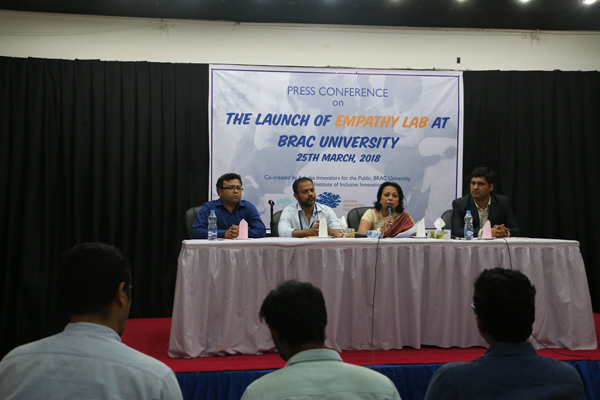 PRESS CONFERENCE
on
THE LAUNCH OF EMPATHY LAB AT
BRAC UNIVERSITY
25TH MARCH, 2018
Co-created by Innovators for the Public, BRAC University
Institute of Inclusive Innovation